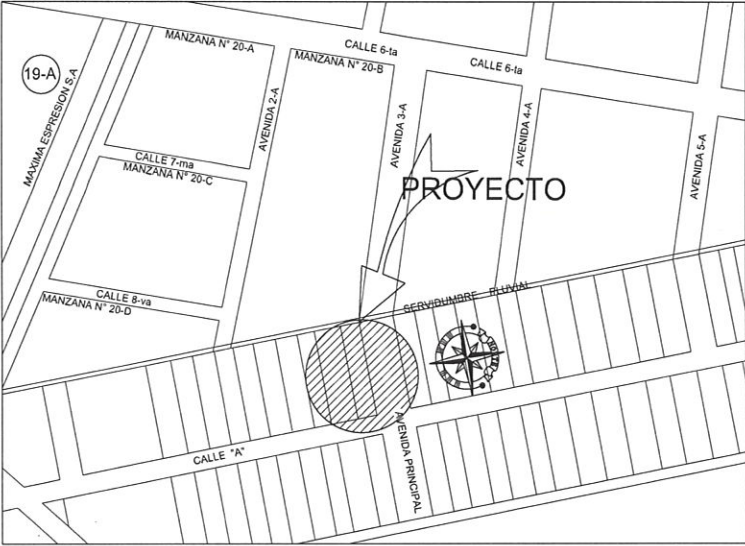 MANZANA N° 20-A
CALLE 6-ta
MANZANA N° 20-B
CALLE 6-ta
19-A
MAXIMA ESPRESION S.A
AVENIDA 2-A
AVENIDA 3-A
AVENIDA 4-A
AVENIDA 5-A
CALLE 7-ma
MANZANA N° 20-C
PROYECTO
CALLE 8-va
MANZANA N° 20-D
SERVIDUMBRE PLUVIAL
CALLE "A"
AVENIDA PRINCIPAL